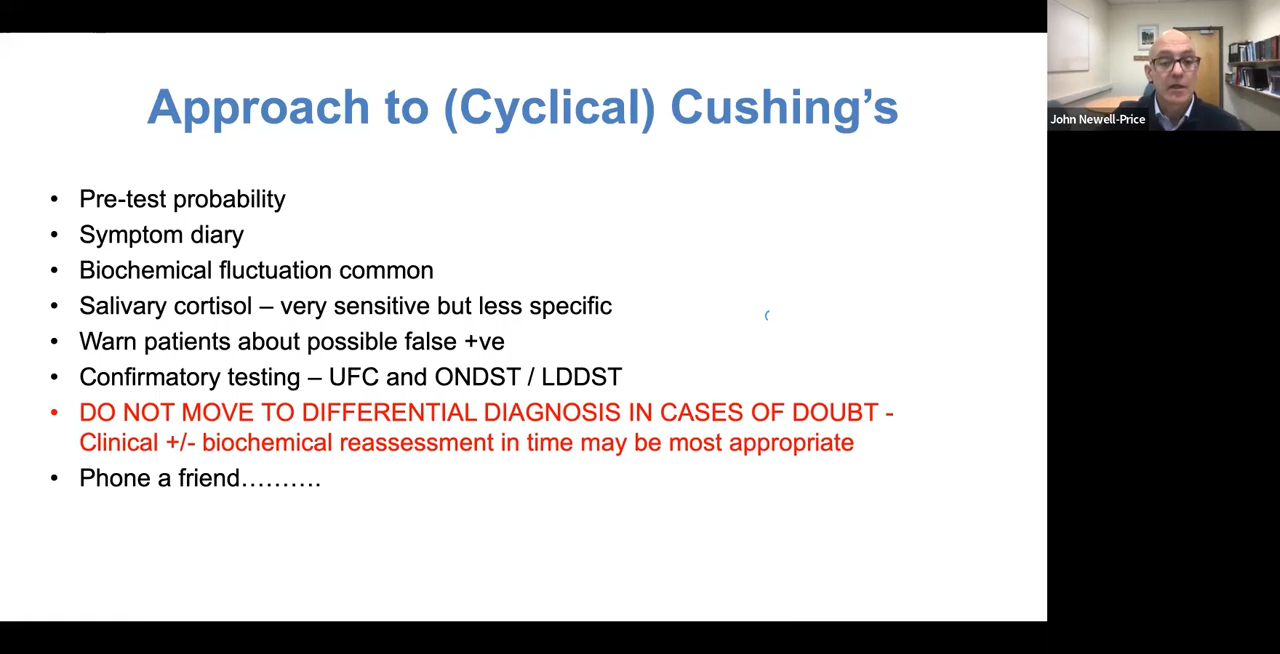 Approach to (Cyclical) Cushing’s
• Pre-test probability
• Symptom diary
• Biochemical fluctuation common
• Salivary cortisol – very sensitive but less specific
• Warn patients about possible false +ve
• Confirmatory testing – UFC and ONDST / LDDST
• DO NOT MOVE TO DIFFERENTIAL DIAGNOSIS IN CASES OF DOUBT -
Clinical +/- biochemical reassessment in time may be most appropriate
• Phone a friend……….
John Newell-Price